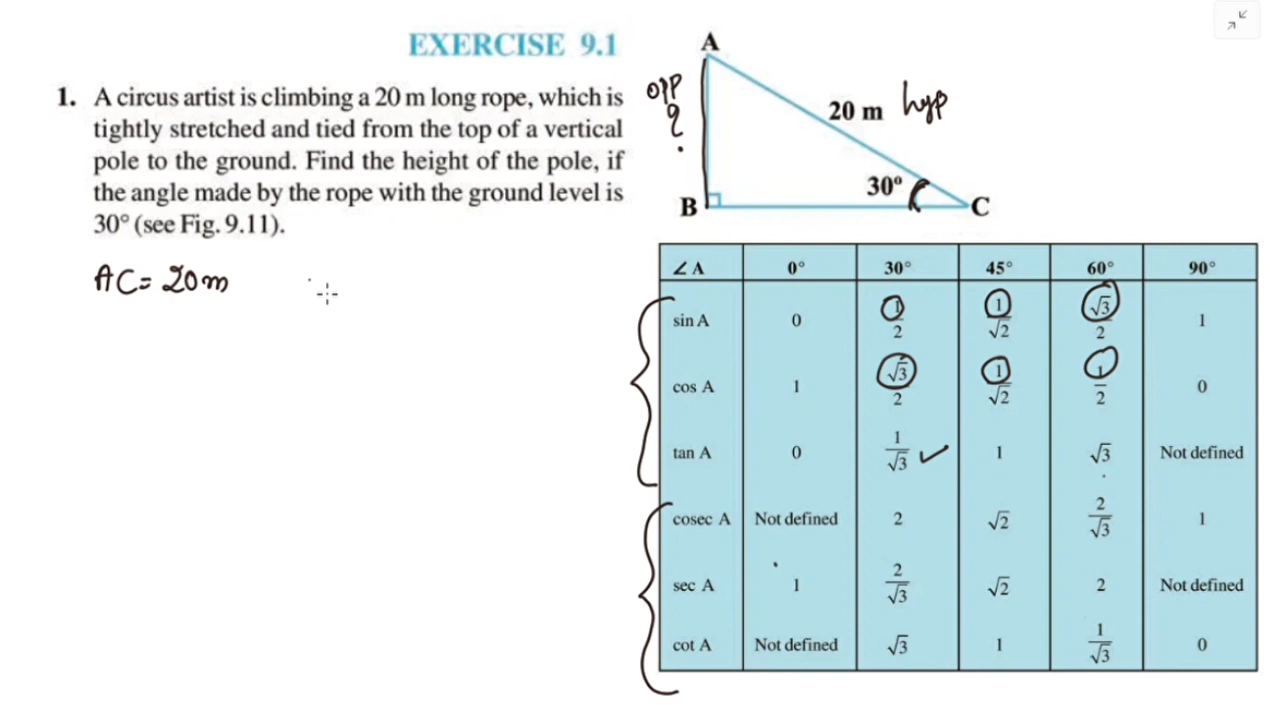 EXERCISE 9.1
1. A circus artist is climbing a 20 m long rope, which is
tightly stretched and tied from the top of a vertical
pole to the ground. Find the height of the pole, if
the angle made by the rope with the ground level is
30° (see Fig. 9.11).
AC = 20m
A
opp
?
20 m hyp
30°
B
C
∠A 0° 30° 45° 60° 90°
sin A 0 1/2 1/√2 √3/2 1
cos A 1 √3/2 1/√2 1/2 0
tan A 0 1/√3 1 √3 Not defined
cosec A Not defined 2 √2 2/√3 1
sec A 1 2/√3 √2 2 Not defined
cot A Not defined √3 1 1/√3 0